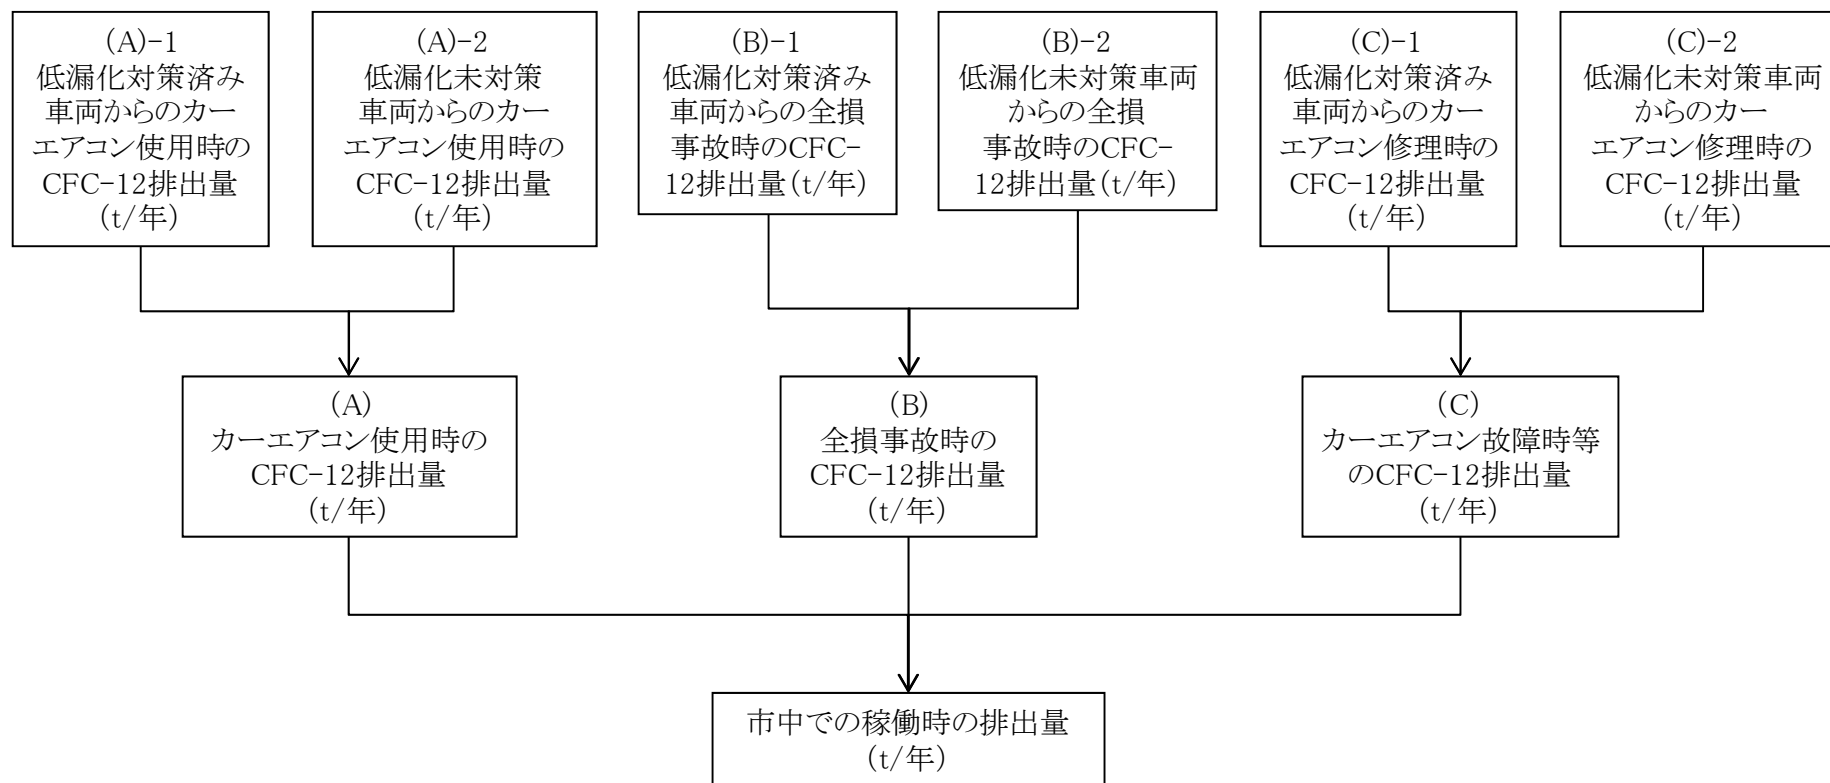 (A)-1
低漏化対策済み
車両からのカー
エアコン使用時の
CFC-12排出量
(t/年)
(A)-2
低漏化未対策
車両からのカー
エアコン使用時の
CFC-12排出量
(t/年)
(B)-1
低漏化対策済み
車両からの全損
事故時のCFC-
12排出量(t/年)
(B)-2
低漏化未対策車両
からの全損
事故時のCFC-
12排出量(t/年)
(C)-1
低漏化対策済み
車両からのカー
エアコン修理時の
CFC-12排出量
(t/年)
(C)-2
低漏化未対策車両
からのカー
エアコン修理時の
CFC-12排出量
(t/年)
(A)
カーエアコン使用時の
CFC-12排出量
(t/年)
(B)
全損事故時の
CFC-12排出量
(t/年)
(C)
カーエアコン故障時等
のCFC-12排出量
(t/年)
市中での稼働時の排出量
(t/年)